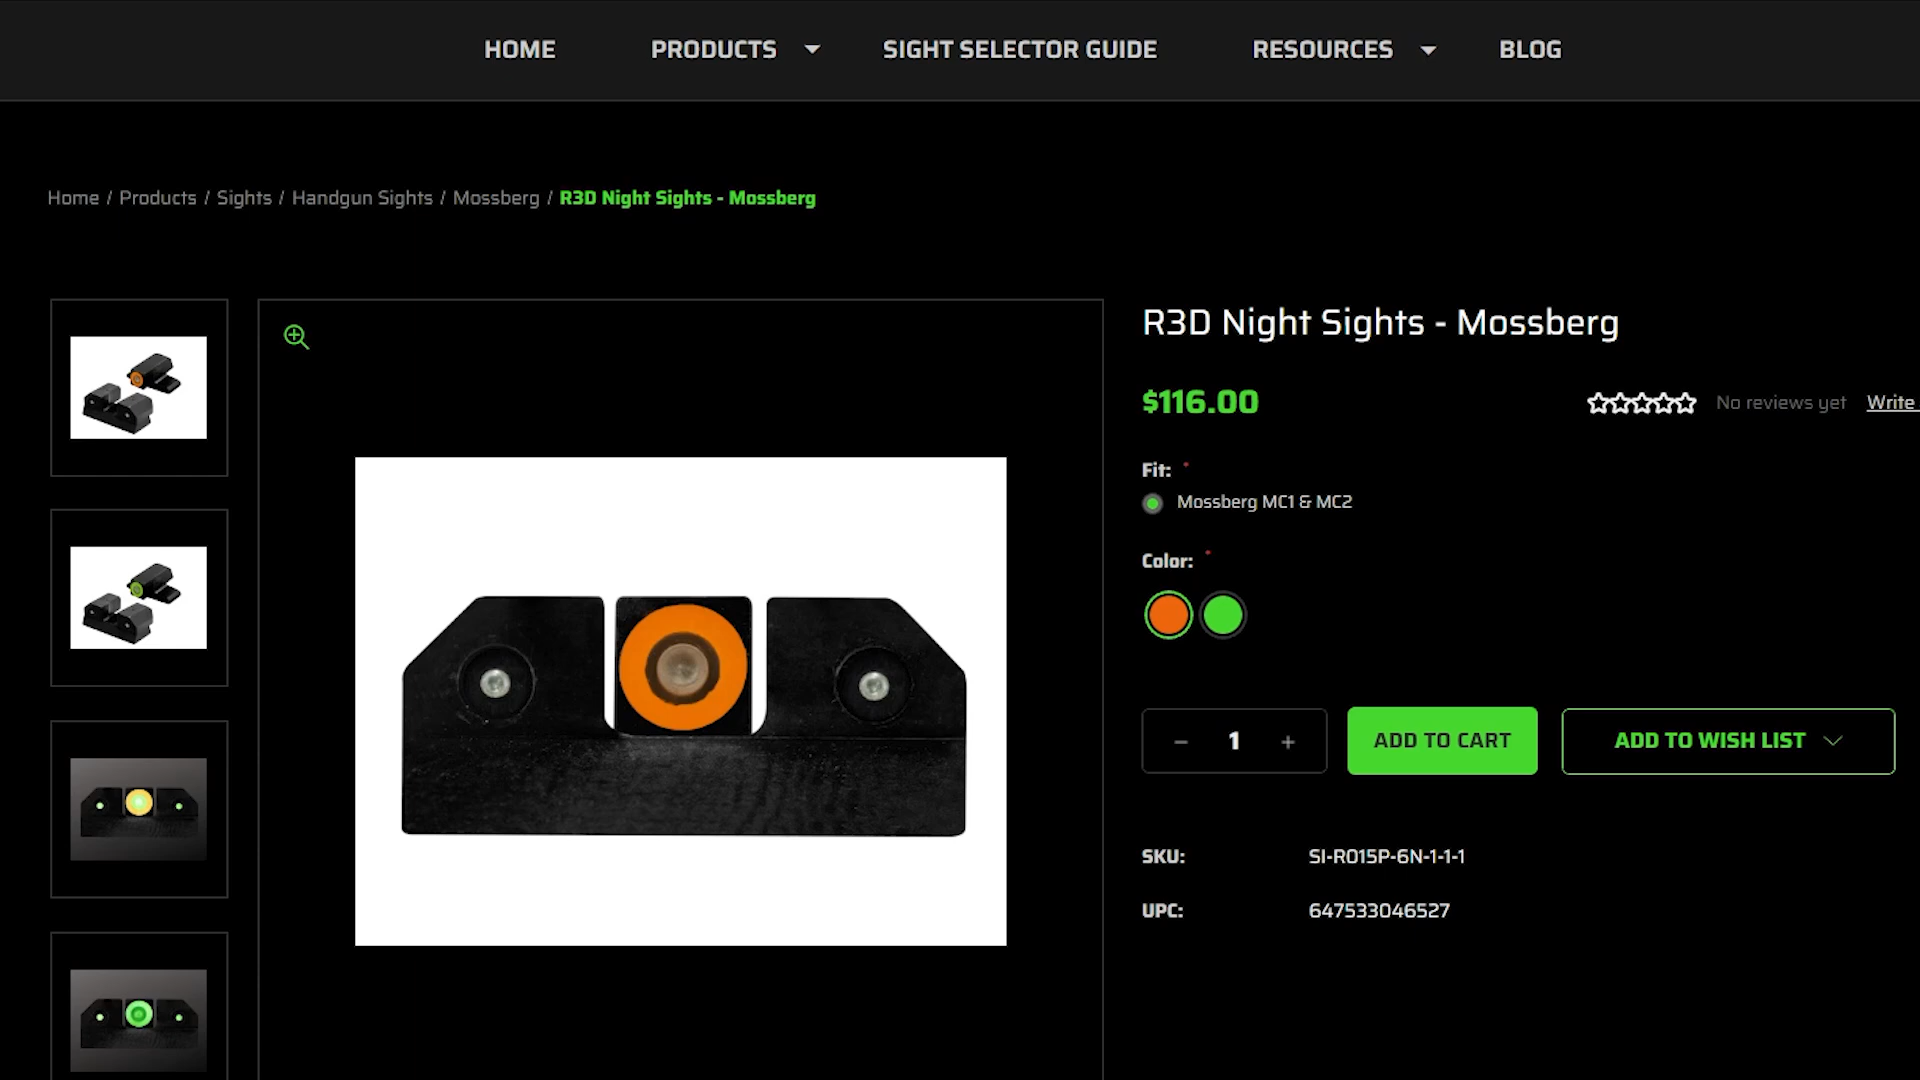 HOME PRODUCTS SIGHT SELECTOR GUIDE RESOURCES BLOG
Home / Products / Sights / Handgun Sights / Mossberg / R3D Night Sights - Mossberg
R3D Night Sights - Mossberg
$116.00 No reviews yet Write
Fit: *
Mossberg MC1 & MC2
Color: *
− 1 + ADD TO CART ADD TO WISH LIST
SKU: SI-R015P-6N-1-1-1
UPC: 647533046527